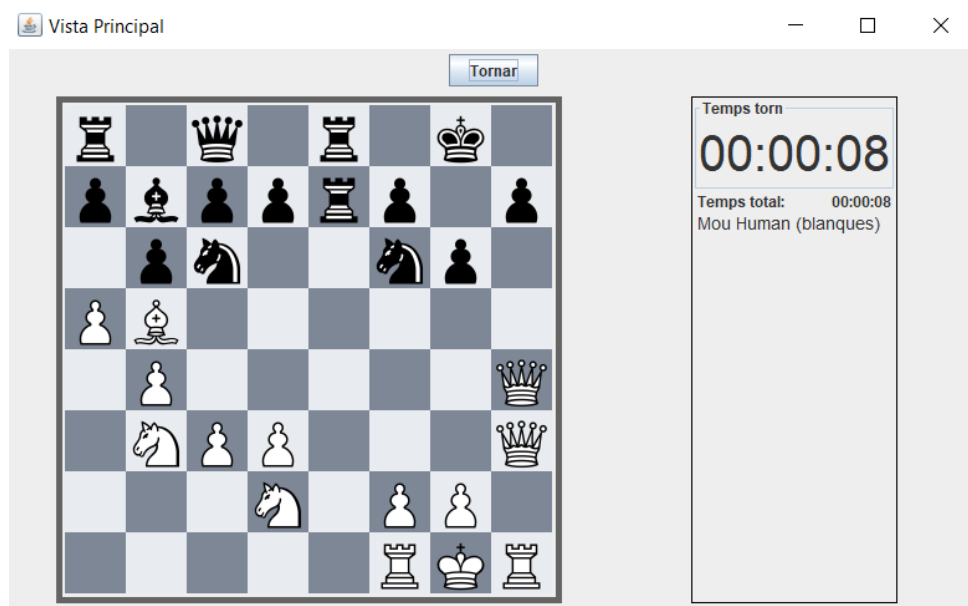 Vista Principal
Tornar
Temps torn
00:00:08
Temps total: 00:00:08
Mou Human (blanques)